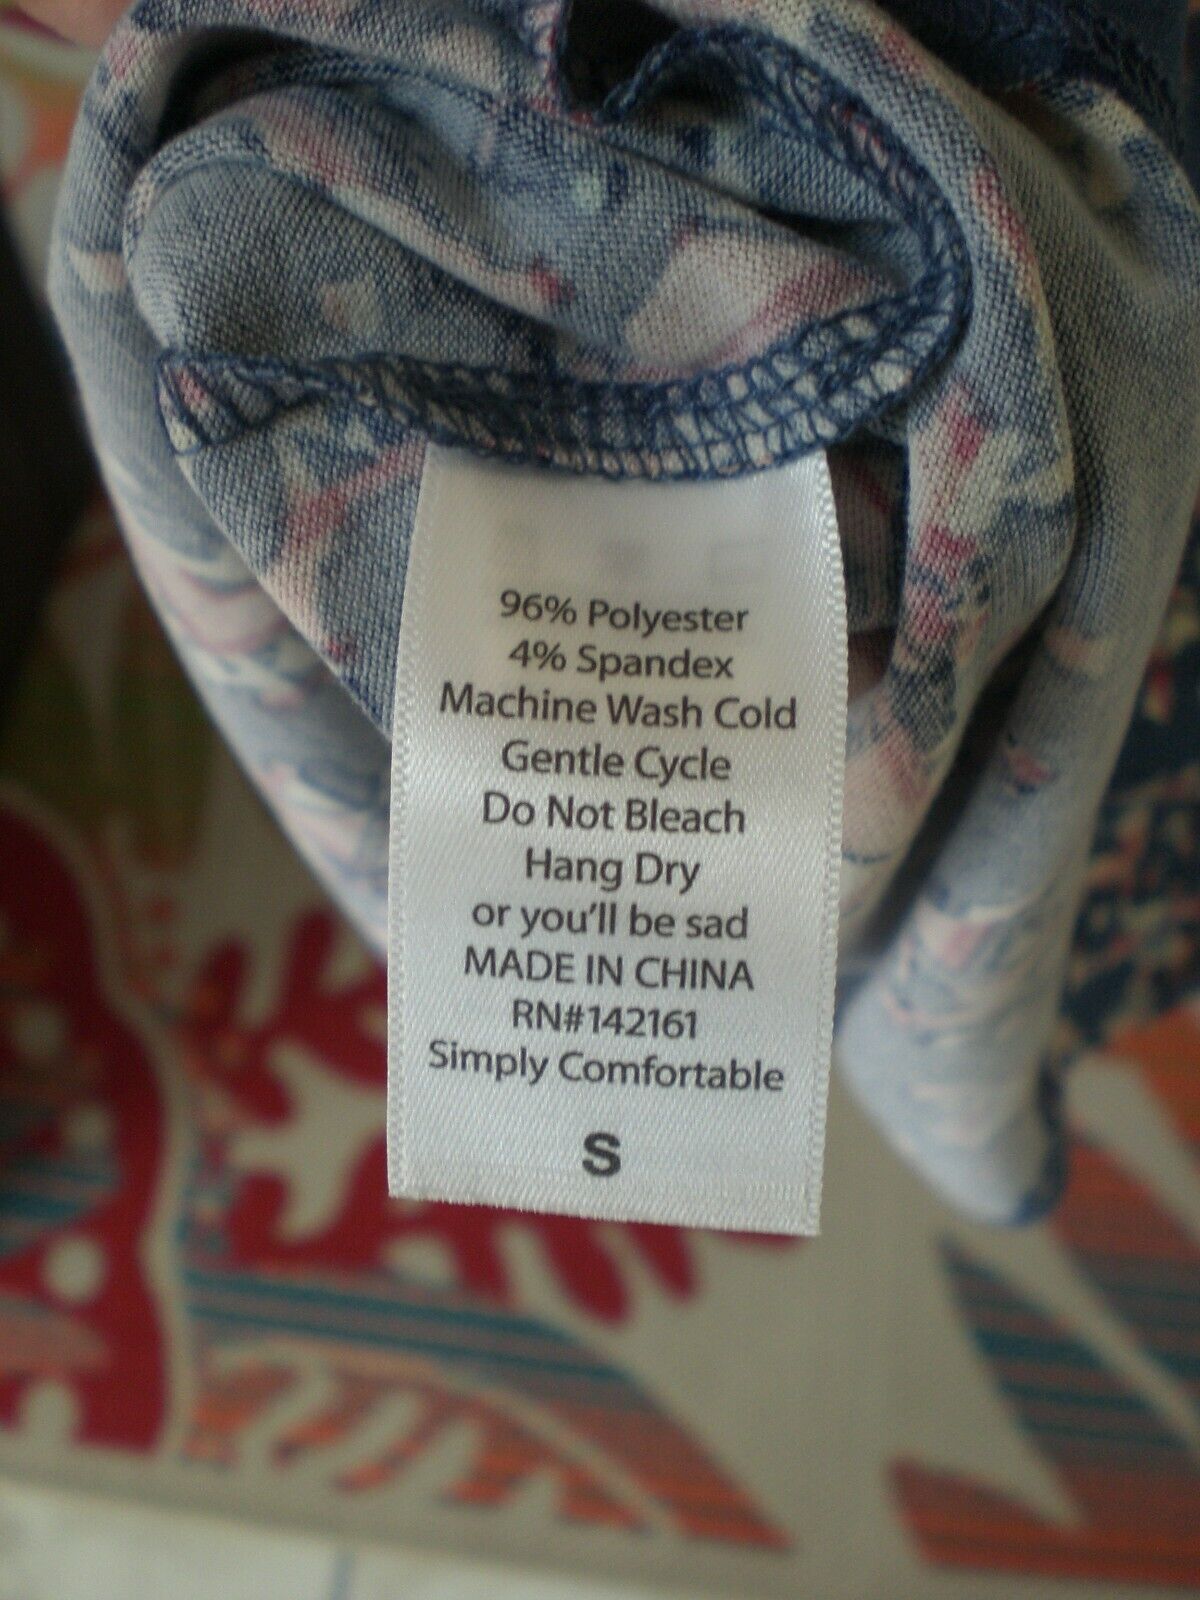 96% Polyester
4% Spandex
Machine Wash Cold
Gentle Cycle
Do Not Bleach
Hang Dry
or you'll be sad
MADE IN CHINA
RN#142161
Simply Comfortable
S